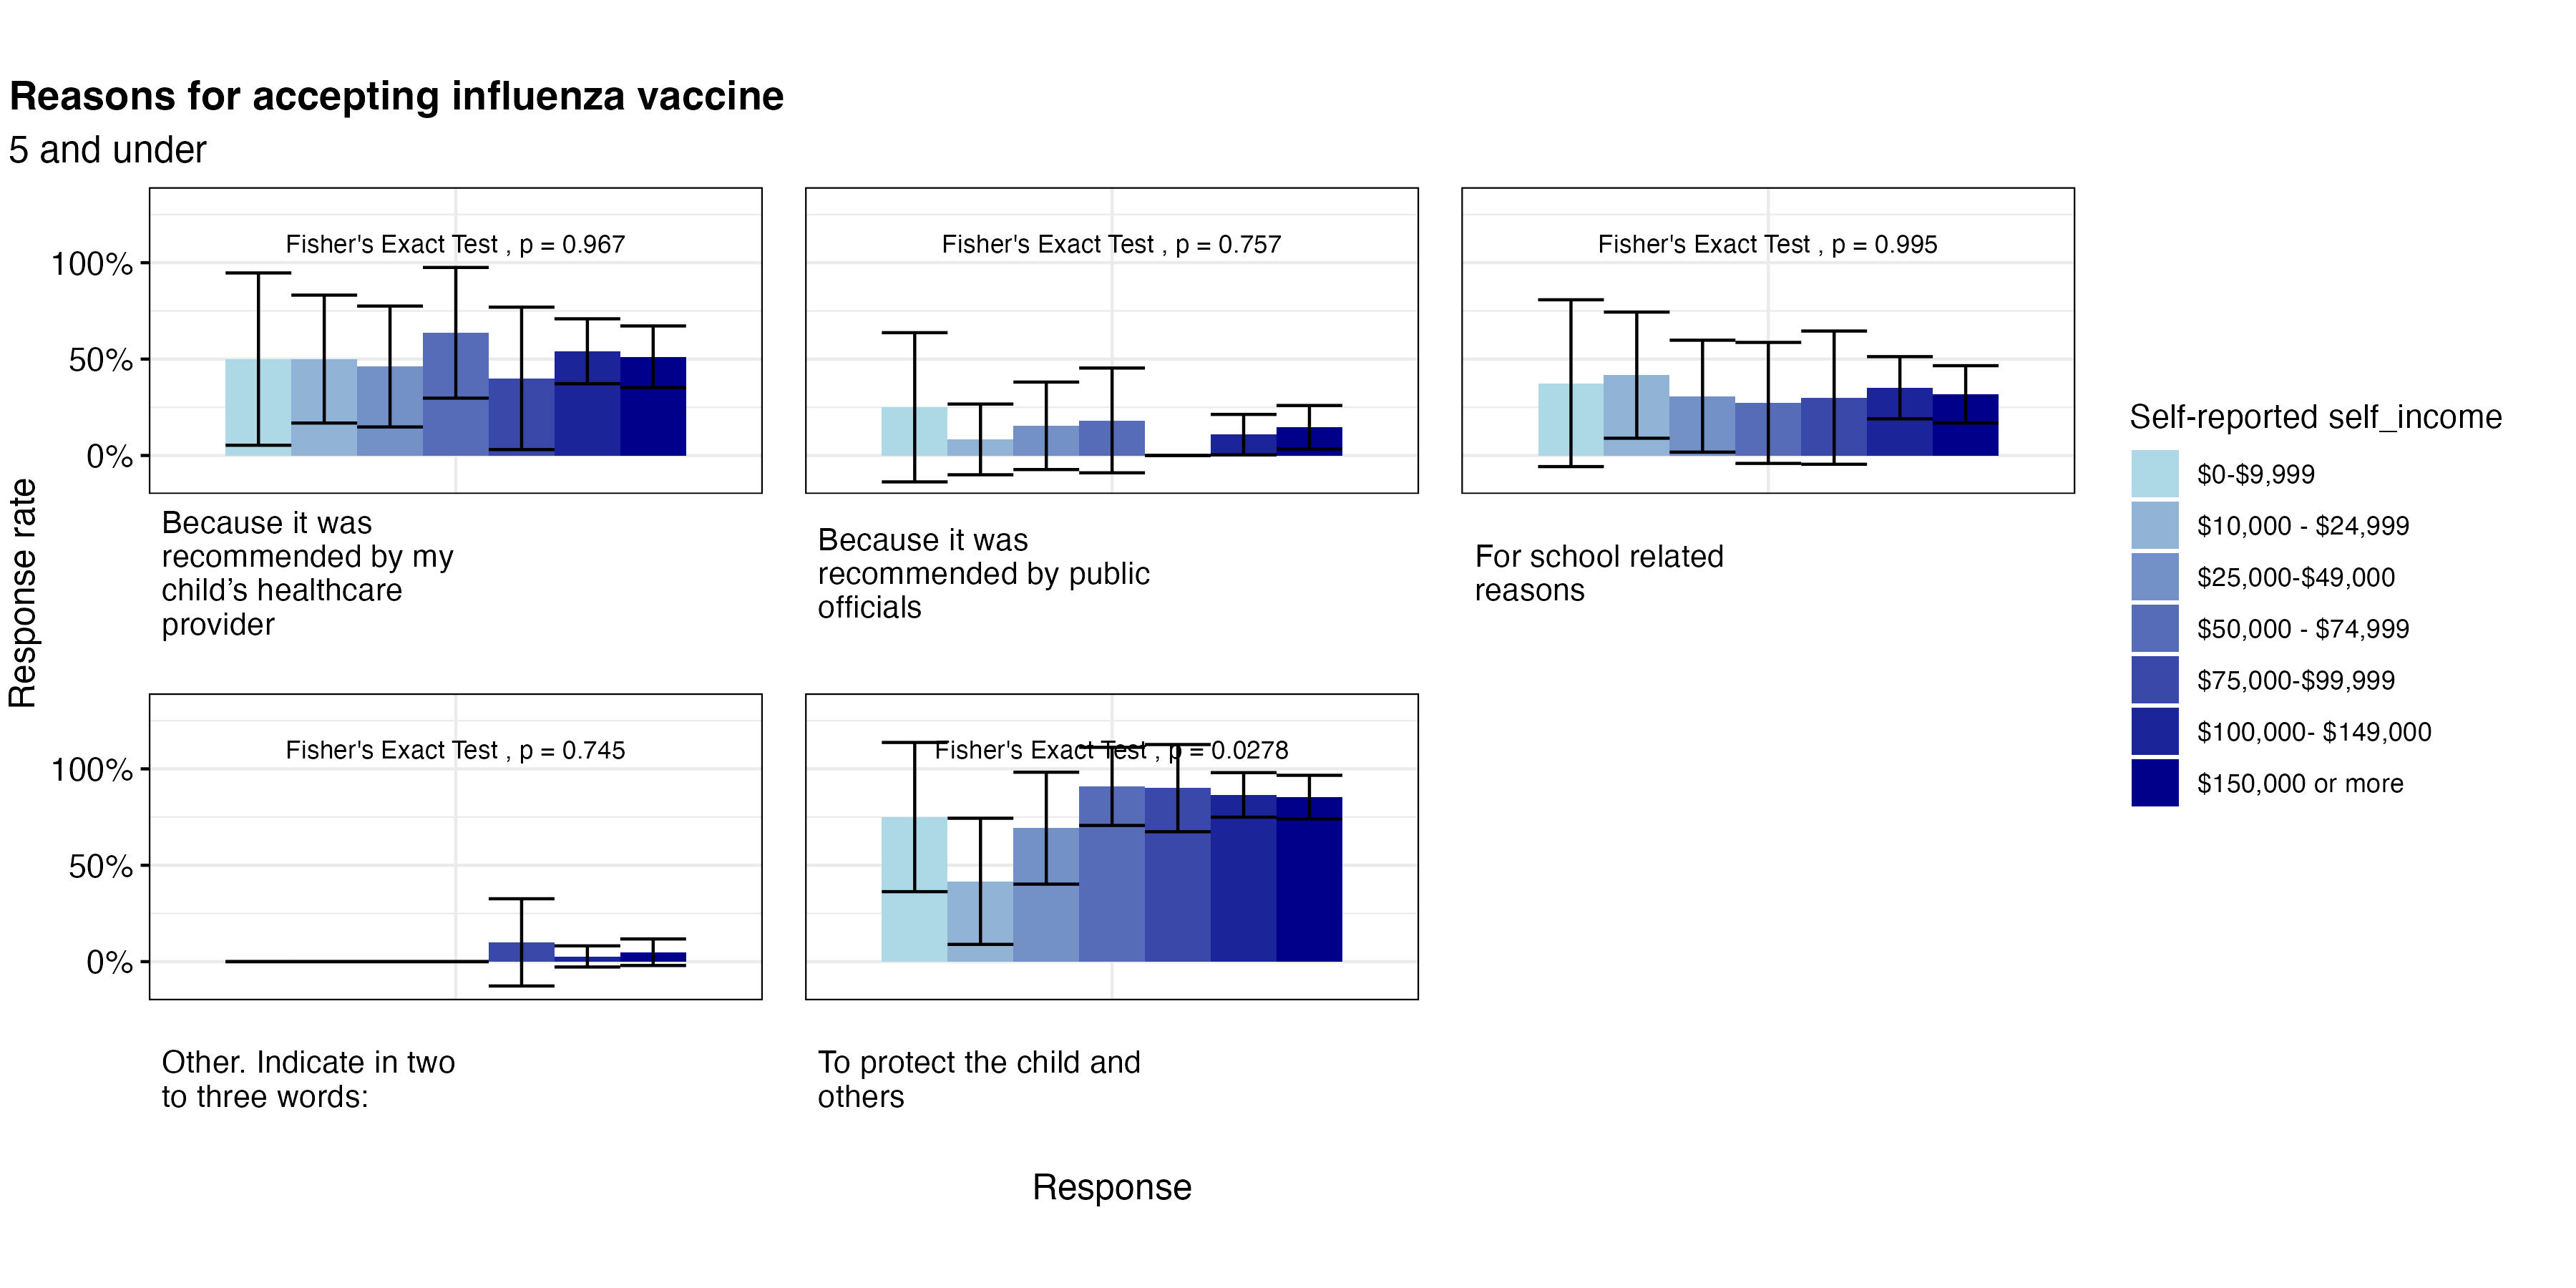 Reasons for accepting influenza vaccine
5 and under
Response rate
100%
50%
0%
Fisher's Exact Test , p = 0.967
Because it was
recommended by my
child’s healthcare
provider
Fisher's Exact Test , p = 0.757
Because it was
recommended by public
officials
Fisher's Exact Test , p = 0.995
For school related
reasons
100%
50%
0%
Fisher's Exact Test , p = 0.745
Other. Indicate in two
to three words:
Fisher's Exact Test , p = 0.0278
To protect the child and
others
Response
Self-reported self_income
$0-$9,999
$10,000 - $24,999
$25,000-$49,000
$50,000 - $74,999
$75,000-$99,999
$100,000- $149,000
$150,000 or more